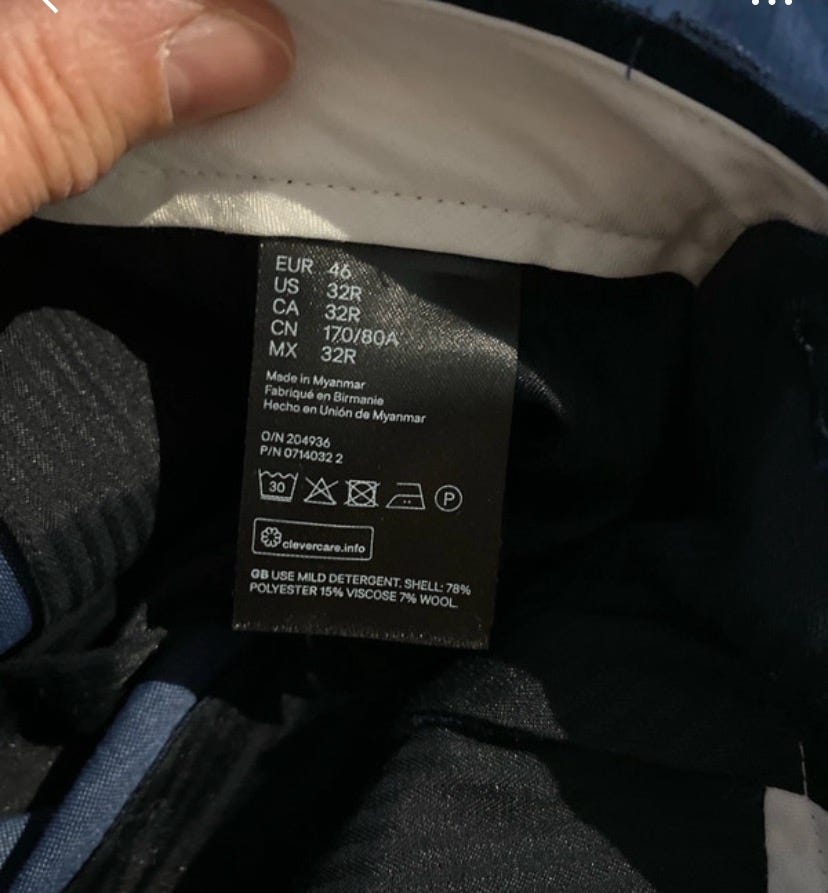 EUR 46
US 32R
CA 32R
CN 170/80A
MX 32R
Made in Myanmar
Fabriqué en Birmanie
Hecho en Unión de Myanmar
O/N 204936
P/N 0714032 2
30 P
clevercare.info
GB USE MILD DETERGENT. SHELL: 78%
POLYESTER 15% VISCOSE 7% WOOL.